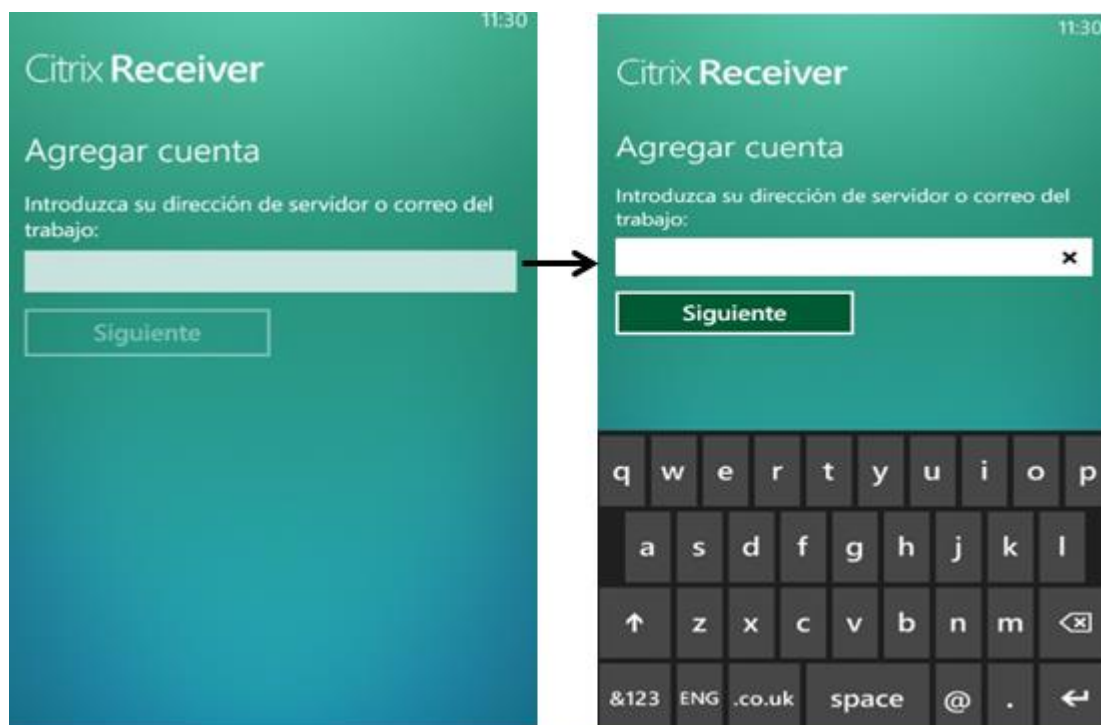 11:30
Citrix Receiver
Agregar cuenta
Introduzca su dirección de servidor o correo del
trabajo:
Siguiente
11:30
Citrix Receiver
Agregar cuenta
Introduzca su dirección de servidor o correo del
trabajo:
Siguiente
q w e r t y u i o p
a s d f g h j k l
z x c v b n m
&123 ENG .co.uk space @ .